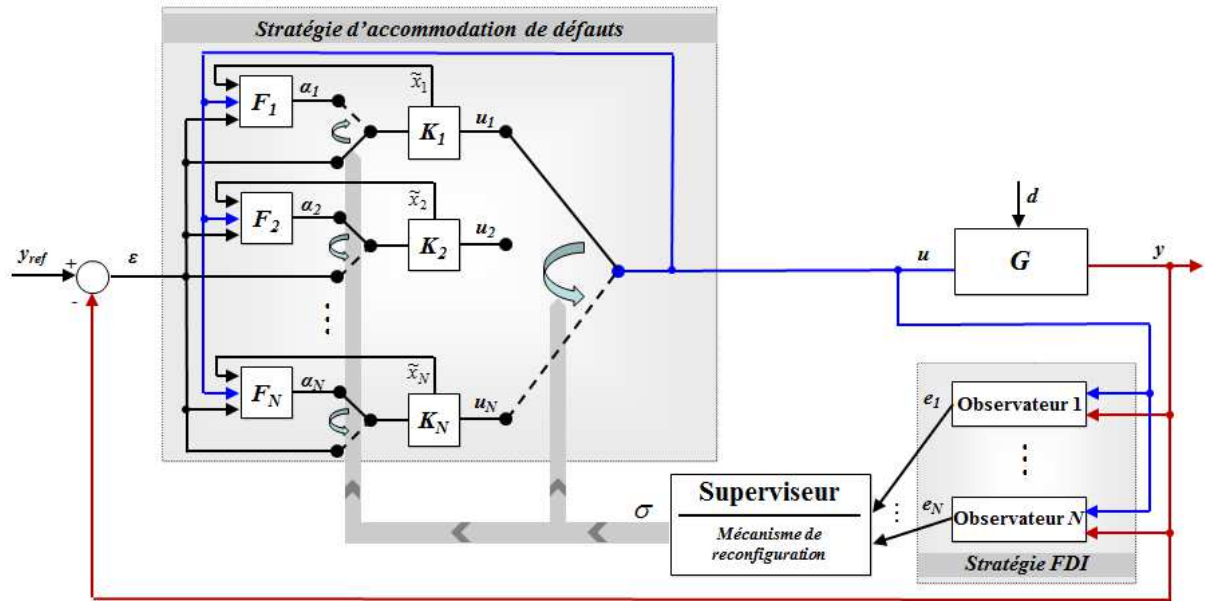 Stratégie d'accommodation de défauts
F1
α1
x̃1
K1
u1
F2
α2
x̃2
K2
u2
FN
αN
x̃N
KN
uN
yref
+
-
ε
d
u
G
y
e1
Observateur 1
eN
Observateur N
Stratégie FDI
σ
Superviseur
Mécanisme de
reconfiguration